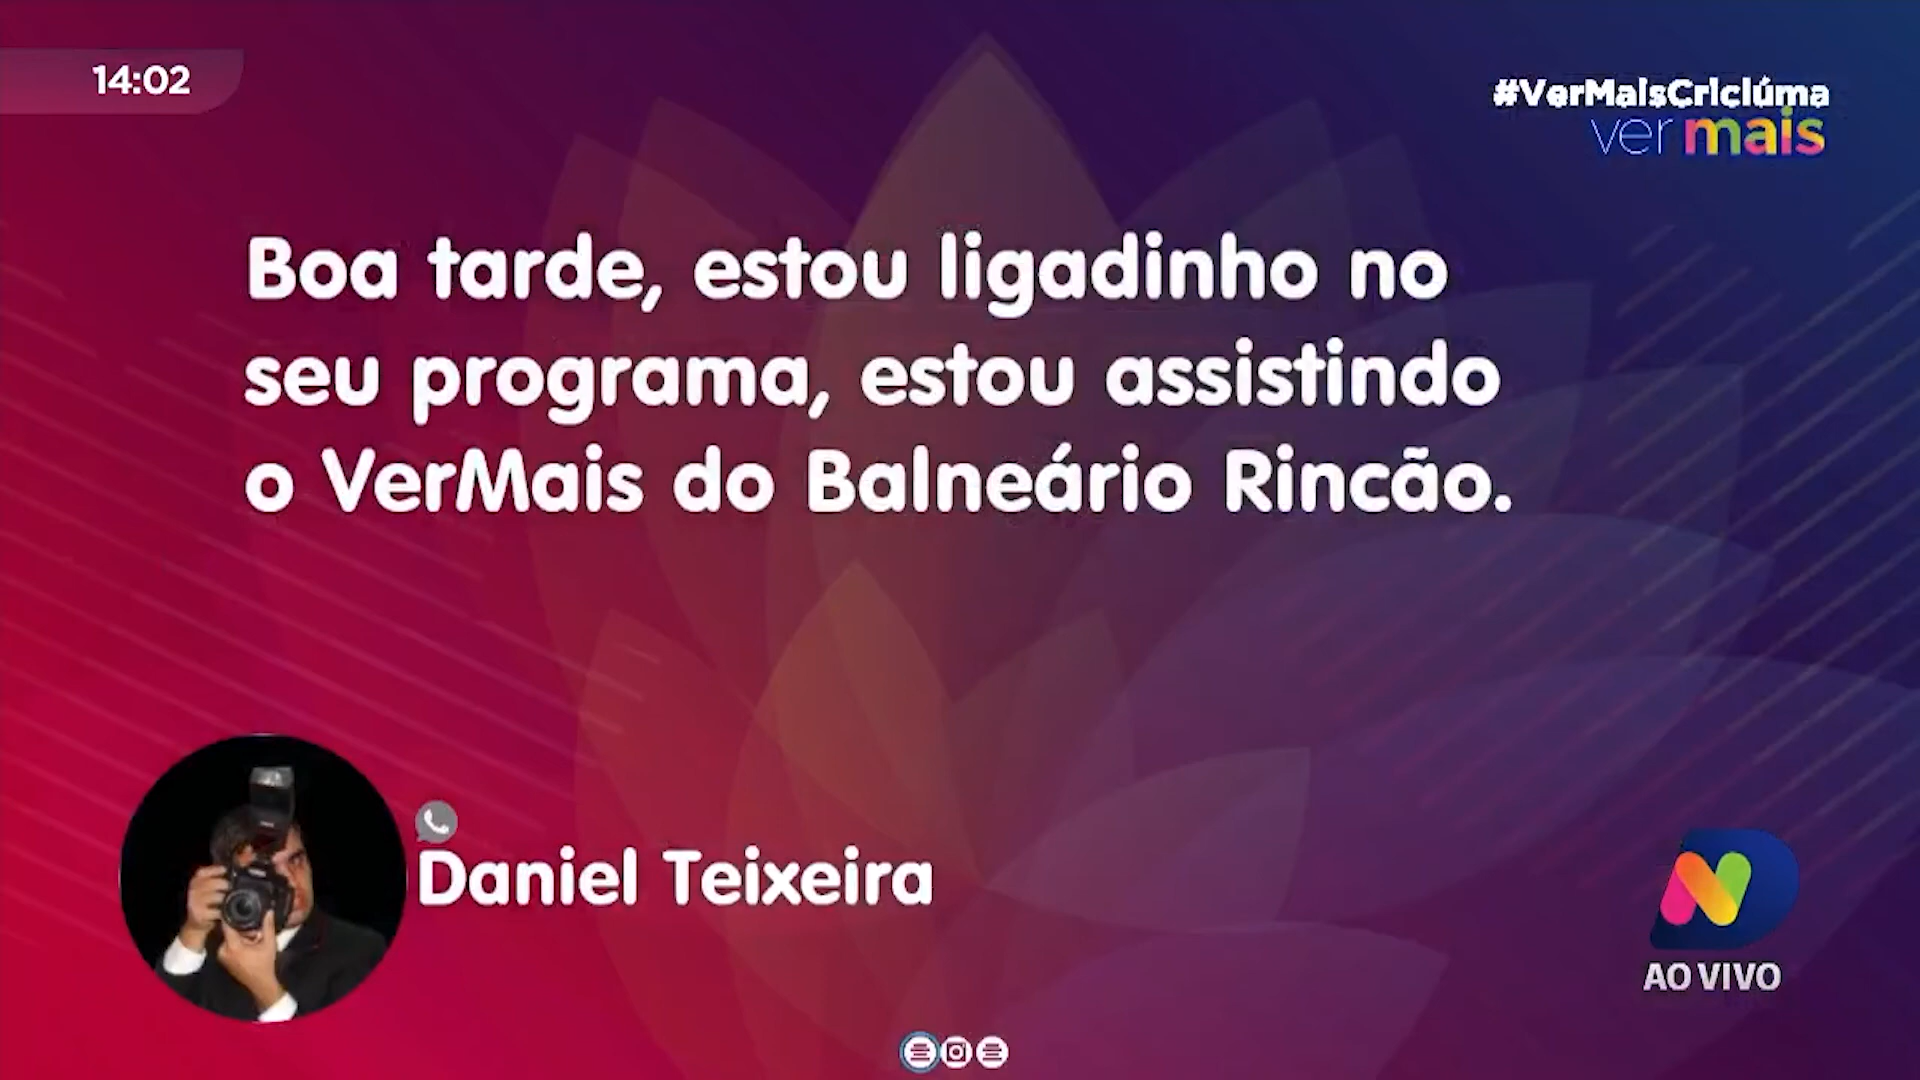 14:02
#VerMaisCriciúma
ver mais
Boa tarde, estou ligadinho no
seu programa, estou assistindo
o VerMais do Balneário Rincão.
Daniel Teixeira
AO VIVO